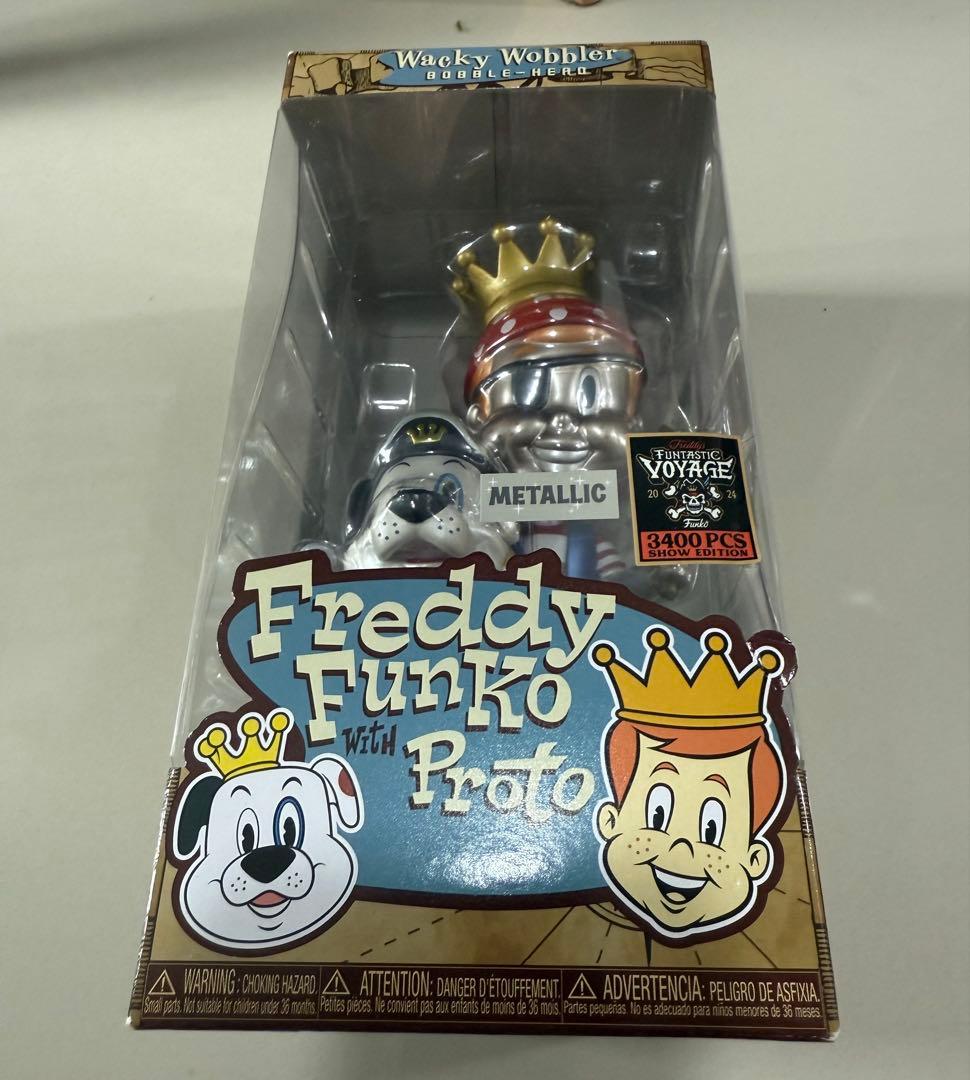 Wacky Wobbler
BOBBLE-HEAD
METALLIC
Freddy's
FUNTASTIC
VOYAGE
20 24
Funko
3400 PCS
SHOW EDITION
Freddy
Funko
WITH
Proto
WARNING: CHOKING HAZARD.
Small parts. Not suitable for children under 36 months.
ATTENTION: DANGER D'ÉTOUFFEMENT.
Petites pièces. Ne convient pas aux enfants de moins de 36 mois.
ADVERTENCIA: PELIGRO DE ASFIXIA.
Partes pequeñas. No es adecuado para niños menores de 36 meses.